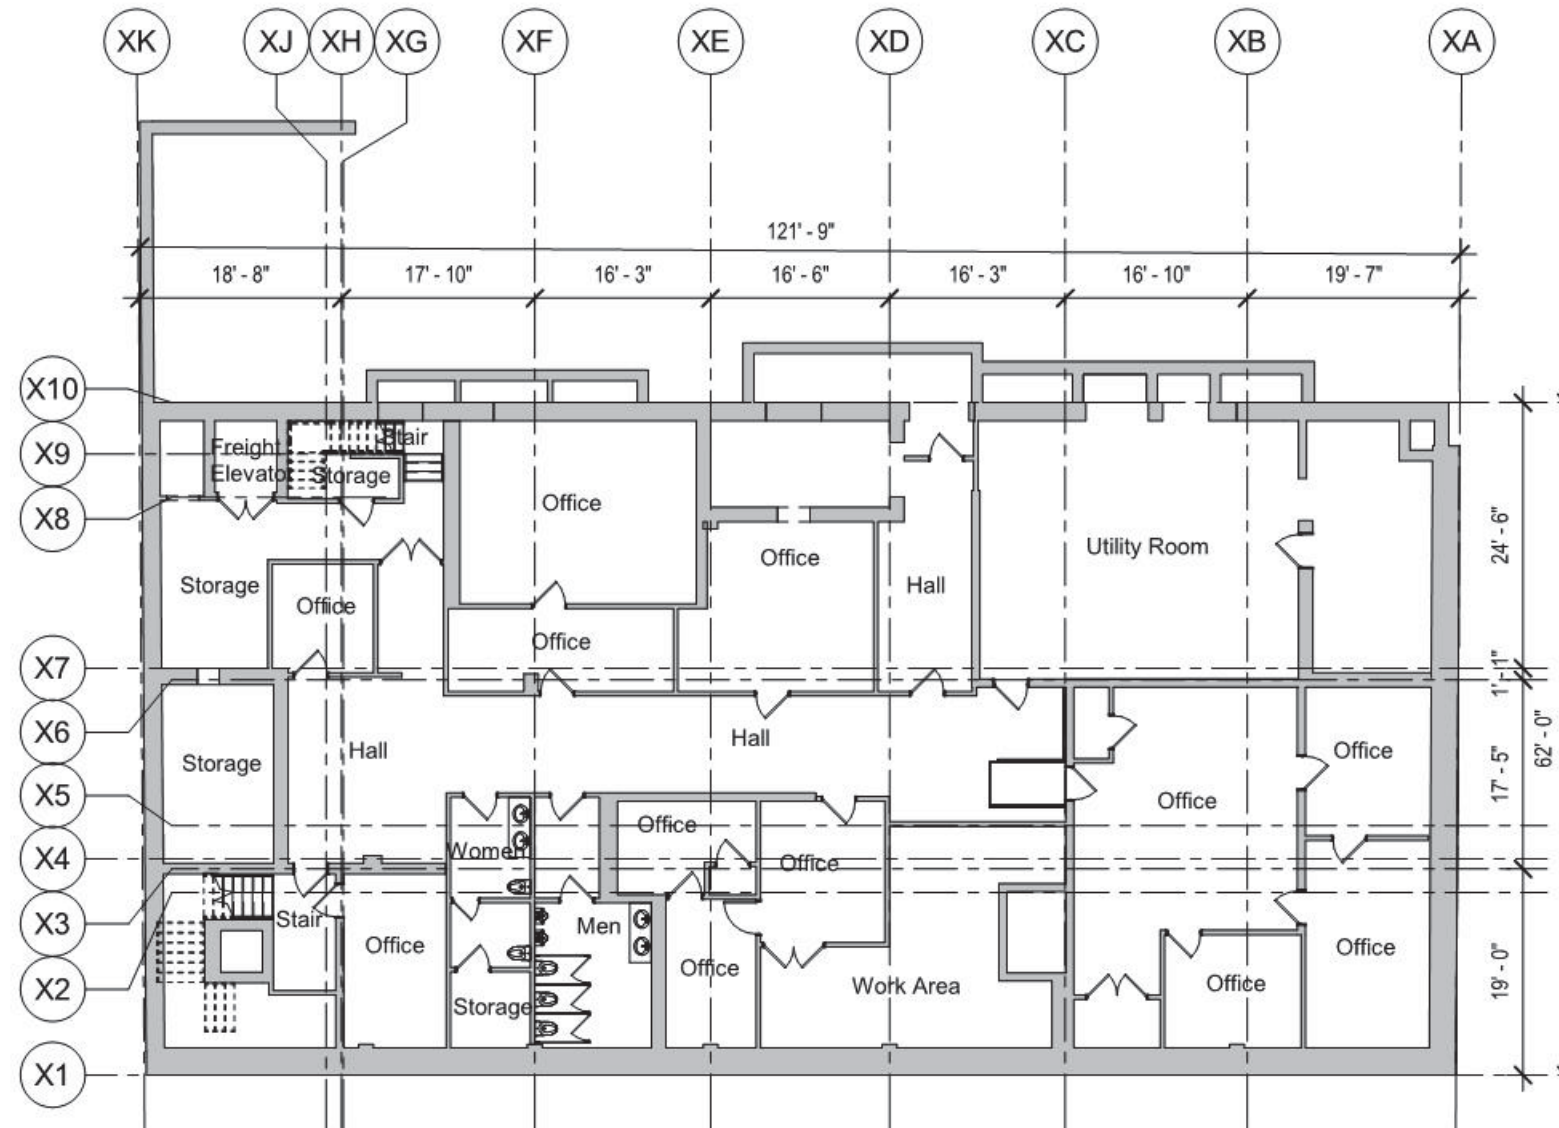 XK XJ XH XG XF XE XD XC XB XA
121' - 9"
18' - 8" 17' - 10" 16' - 3" 16' - 6" 16' - 3" 16' - 10" 19' - 7"
X10
X9
X8
X7
X6
X5
X4
X3
X2
X1
Freight
Elevator
Stair
Storage
Office
Office
Utility Room
Storage
Office
Hall
Office
Hall
Hall
Storage
Office
Office
Office
Women
Office
Stair
Office
Men
Office
Office
Storage
Work Area
Office
24' - 6"
1' - 1"
17' - 5"
62' - 0"
19' - 0"